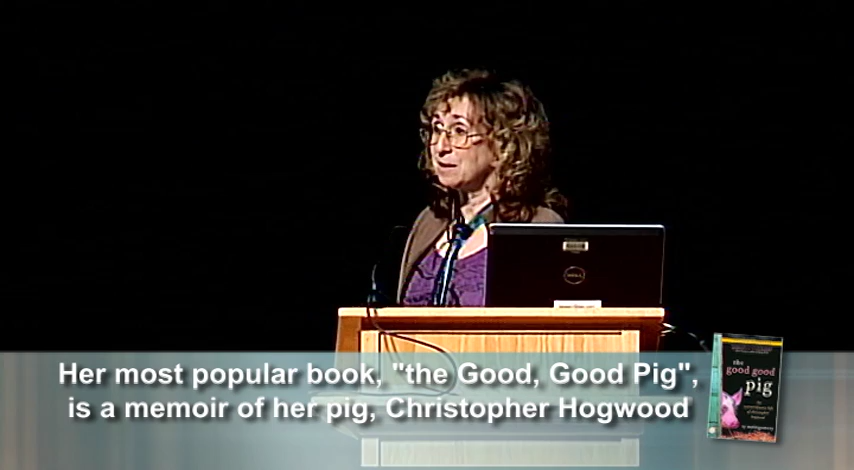 DELL
Her most popular book, "the Good, Good Pig",
is a memoir of her pig, Christopher Hogwood
the
good good
pig